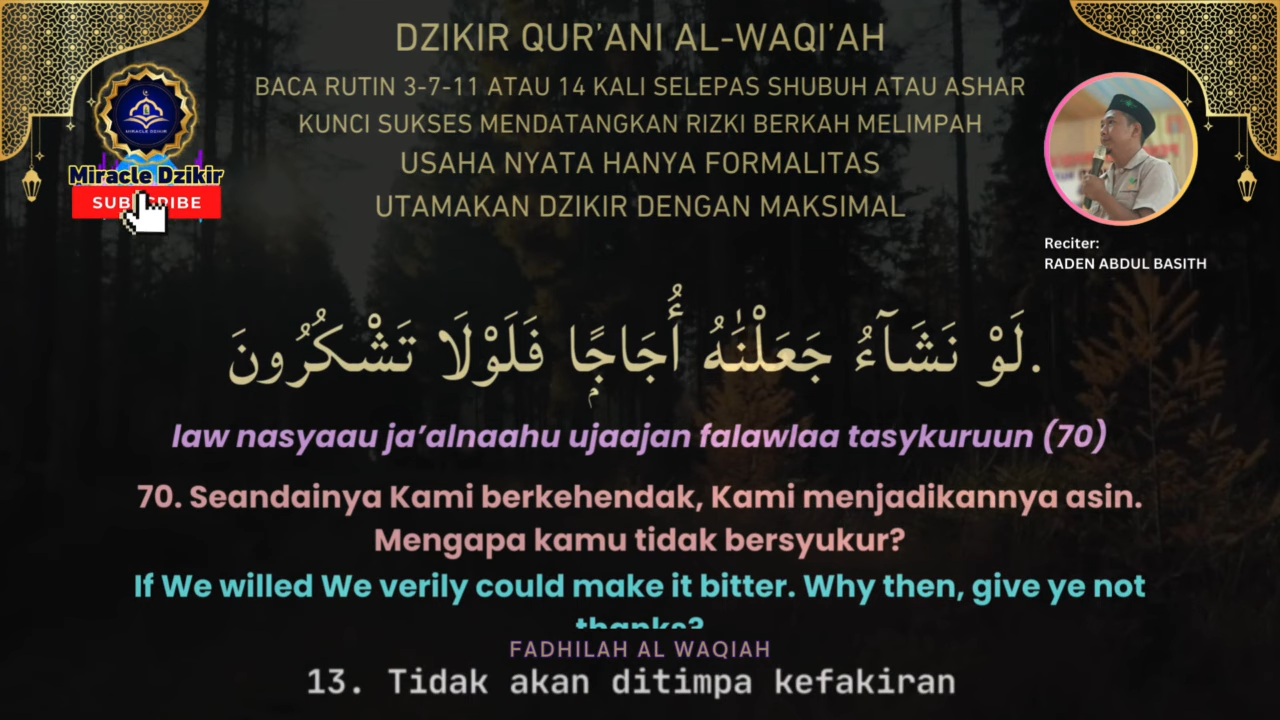 DZIKIR QUR'ANI AL-WAQI'AH
BACA RUTIN 3-7-11 ATAU 14 KALI SELEPAS SHUBUH ATAU ASHAR
KUNCI SUKSES MENDATANGKAN RIZKI BERKAH MELIMPAH
USAHA NYATA HANYA FORMALITAS
UTAMAKAN DZIKIR DENGAN MAKSIMAL
MIRACLE DZIKIR
Miracle Dzikir
SUBSCRIBE
Reciter:
RADEN ABDUL BASITH
لَوْ نَشَآءُ جَعَلْنٰهُ أُجَاجًۭا فَلَوْلَا تَشْكُرُونَ.
law nasyaau ja'alnaahu ujaajan falawlaa tasykuruun (70)
70. Seandainya Kami berkehendak, Kami menjadikannya asin.
Mengapa kamu tidak bersyukur?
If We willed We verily could make it bitter. Why then, give ye not
thanks?
FADHILAH AL WAQIAH
13. Tidak akan ditimpa kefakiran